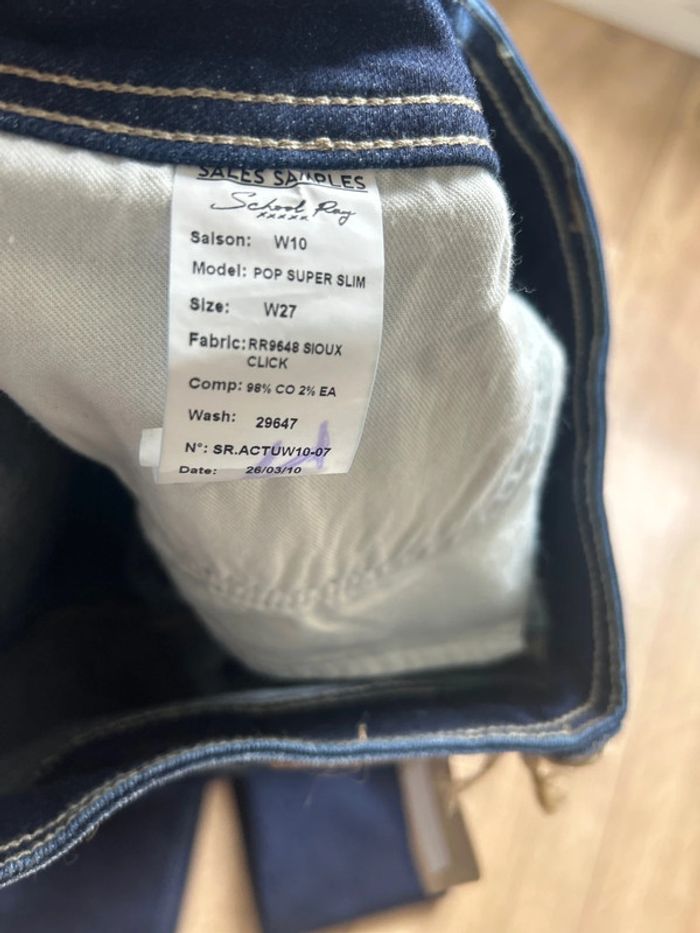 SALES SAMPLES
School Rag
xxxxx
Saison: W10
Model: POP SUPER SLIM
Size: W27
Fabric: RR9648 SIOUX
CLICK
Comp: 98% CO 2% EA
Wash: 29647
N°: SR.ACTUW10-07
Date: 26/03/10